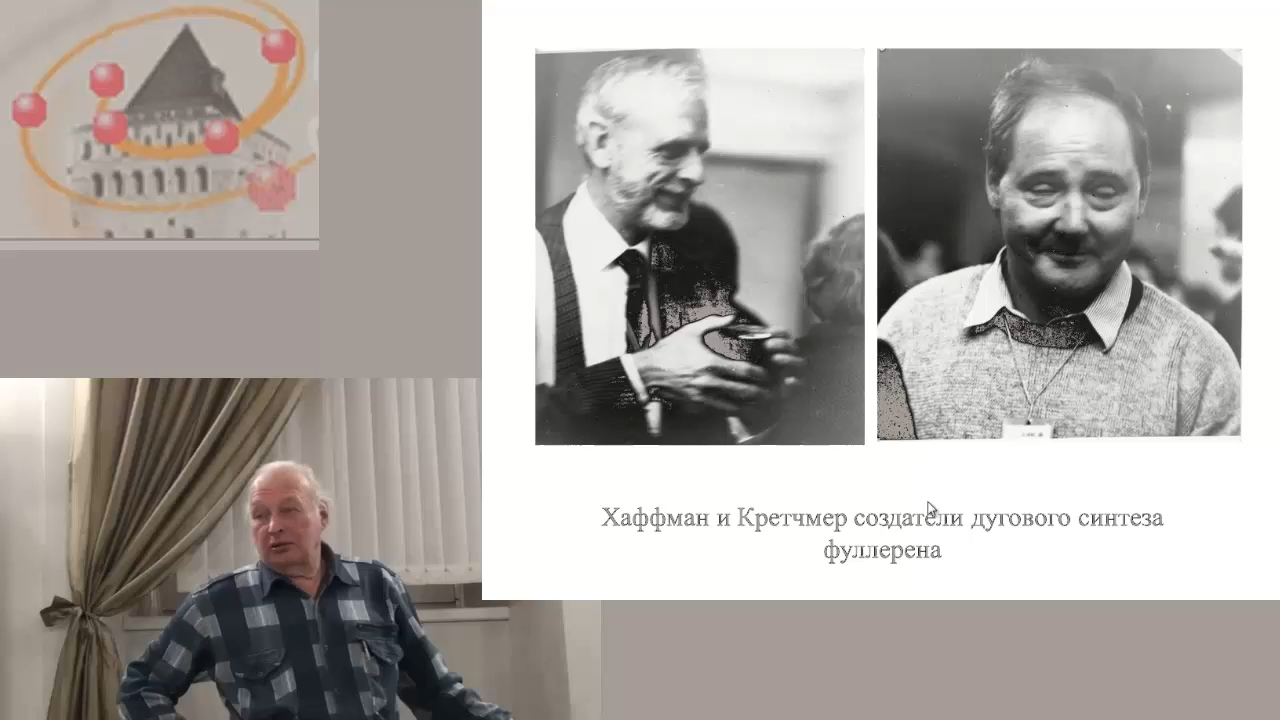 Хаффман и Кретчмер создатели дугового синтеза
фуллерена